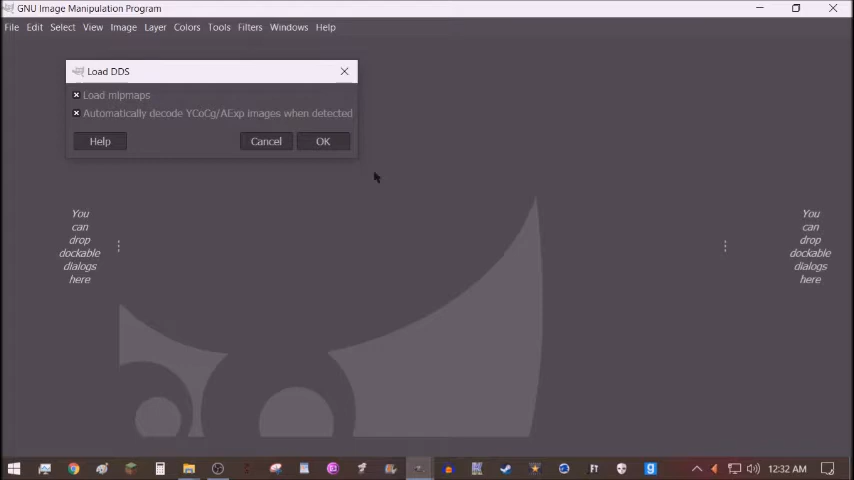 GNU Image Manipulation Program
File Edit Select View Image Layer Colors Tools Filters Windows Help
Load DDS
Load mipmaps
Automatically decode YCoCg/AExp images when detected
Help Cancel OK
You
can
drop
dockable
dialogs
here
You
can
drop
dockable
dialogs
here
12:32 AM